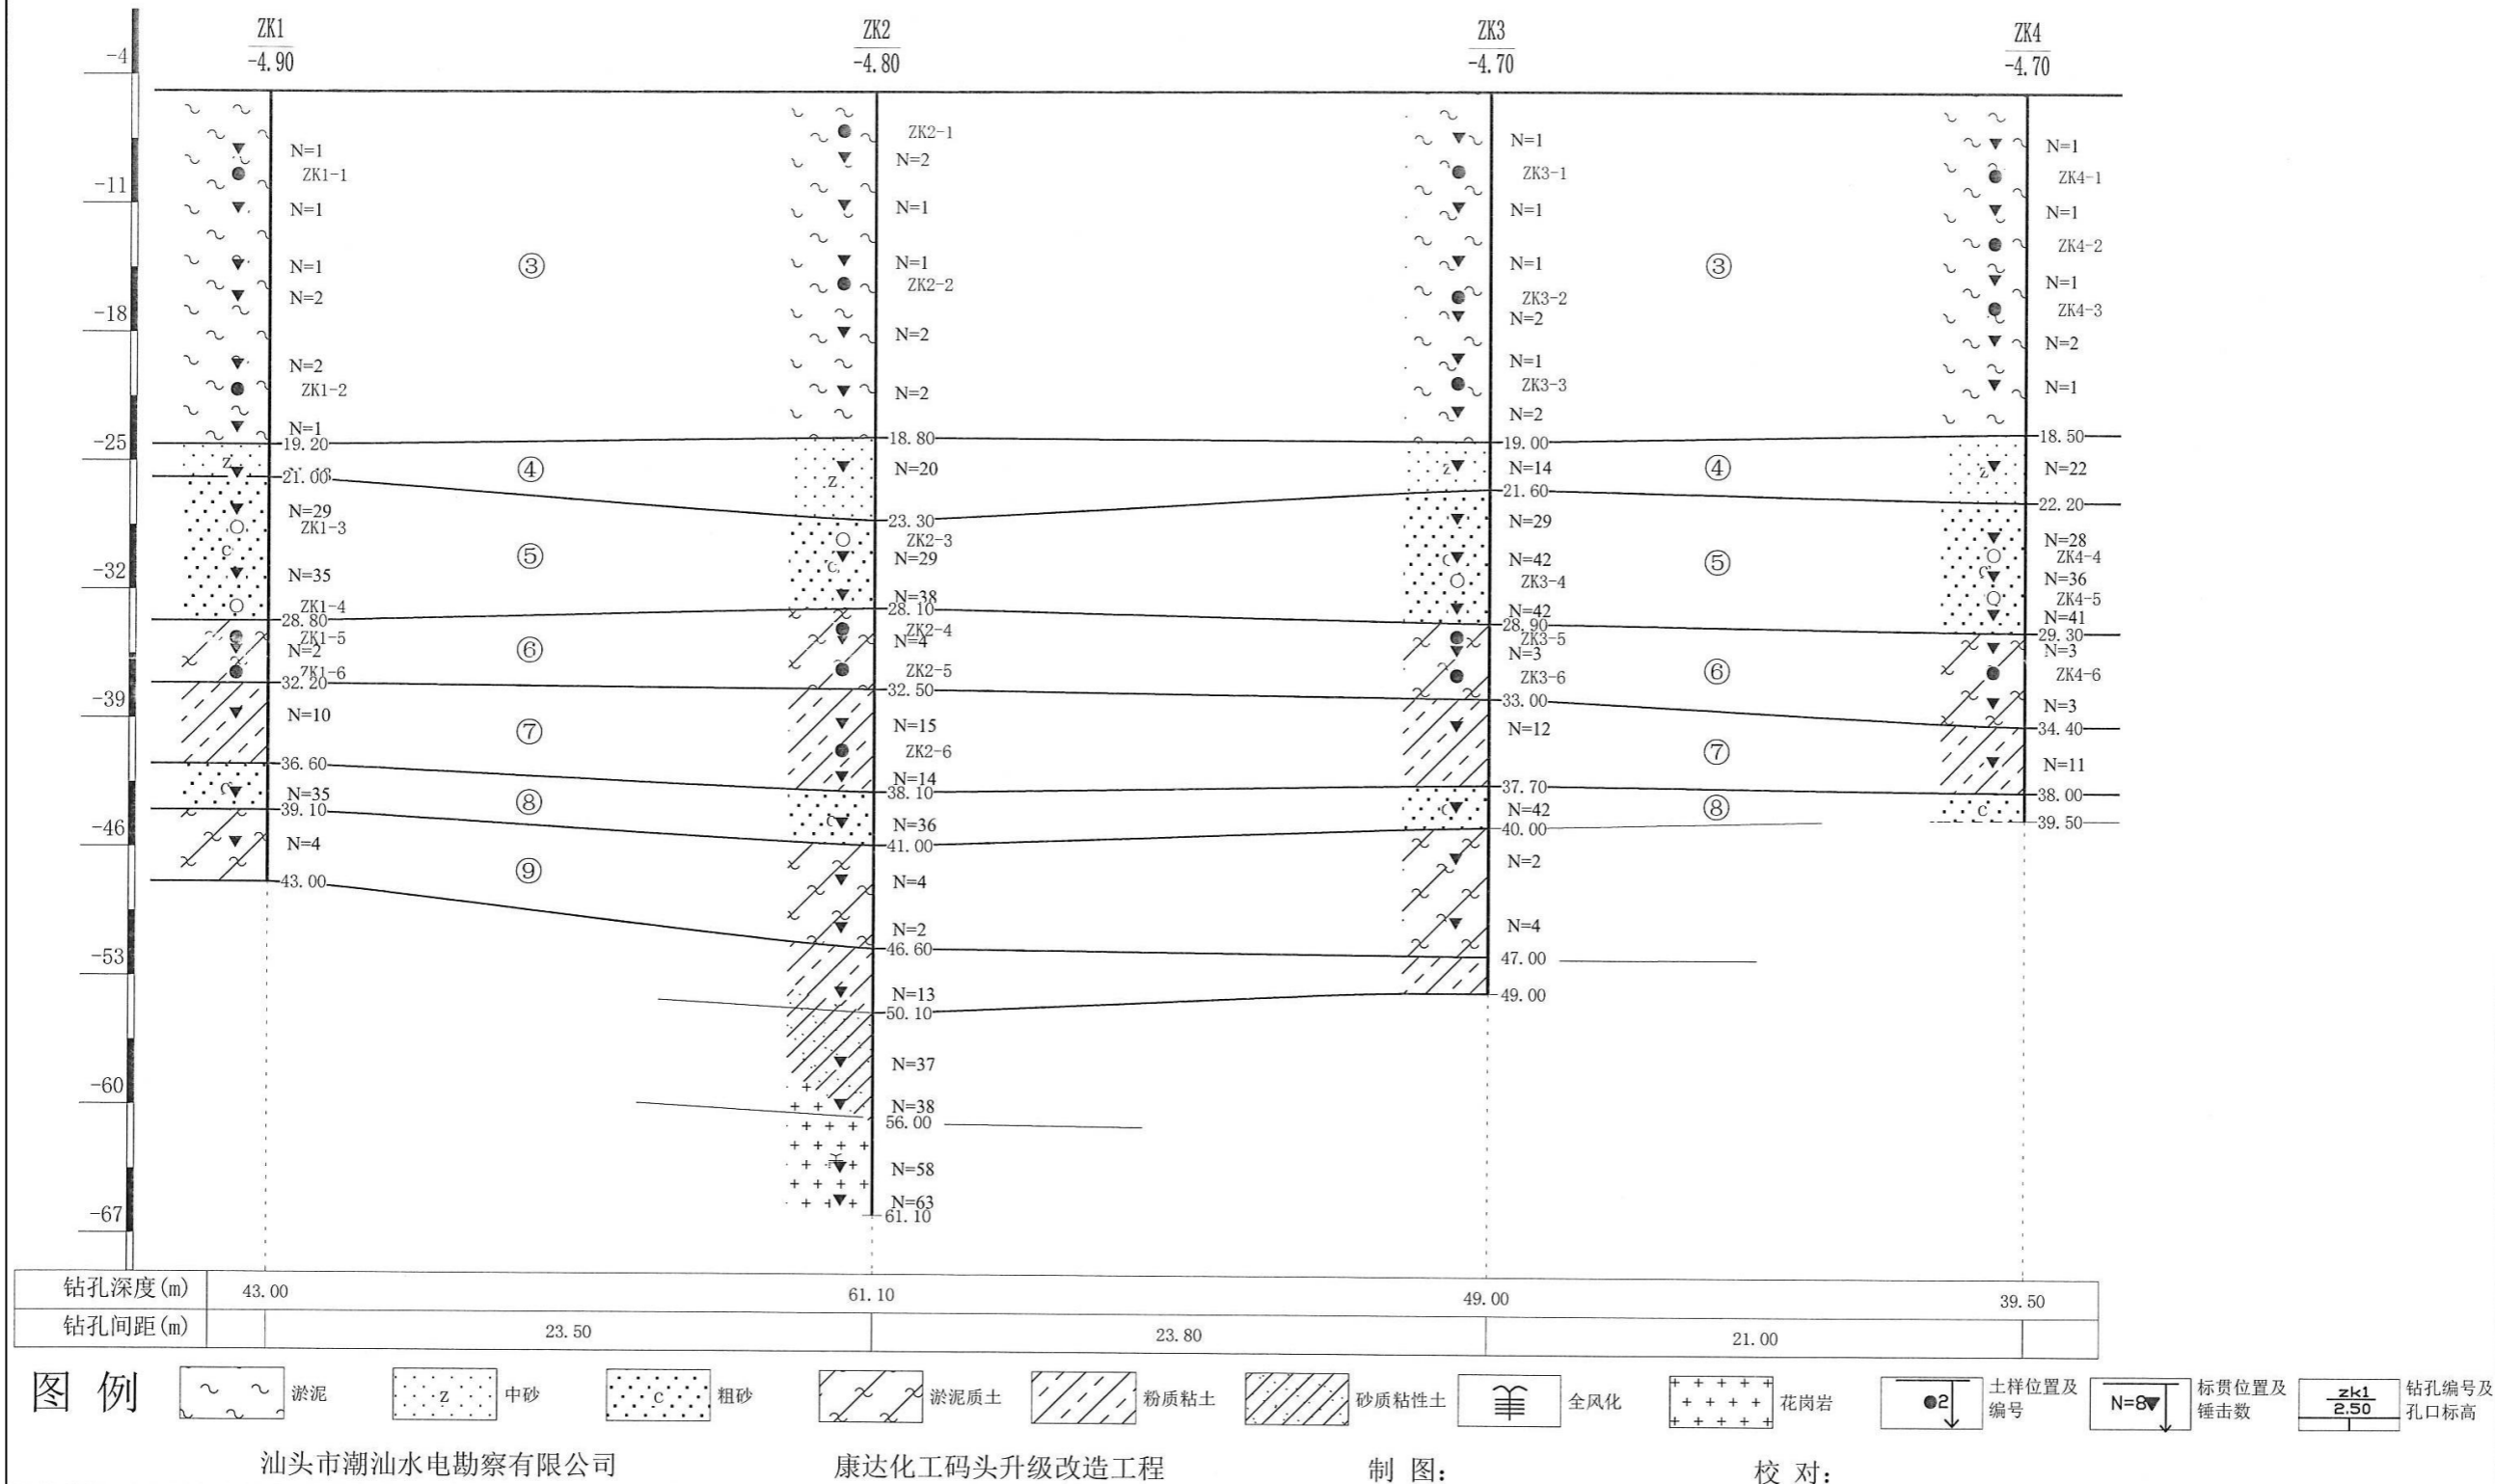 ZK1 ZK2 ZK3 ZK4
-4.90 -4.80 -4.70 -4.70
-4
-11
-18
-25
-32
-39
-46
-53
-60
-67
N=1
ZK1-1
N=1
N=1
N=2
N=2
ZK1-2
N=1
19.20
z
21.00
N=29
ZK1-3
c
N=35
ZK1-4
28.80
ZK1-5
N=2
ZK1-6
32.20
N=10
36.60
c
N=35
39.10
N=4
43.00
③
④
⑤
⑥
⑦
⑧
⑨
ZK2-1
N=2
N=1
N=1
ZK2-2
N=2
N=2
18.80
N=20
z
23.30
ZK2-3
N=29
c
N=38
28.10
ZK2-4
N=4
ZK2-5
32.50
N=15
ZK2-6
N=14
38.10
c
N=36
41.00
N=4
N=2
46.60
N=13
50.10
N=37
N=38
56.00
N=58
N=63
61.10
N=1
ZK3-1
N=1
N=1
ZK3-2
N=2
N=1
ZK3-3
N=2
19.00
z
N=14
21.60
N=29
c
N=42
ZK3-4
N=42
28.90
ZK3-5
N=3
ZK3-6
33.00
N=12
37.70
c
N=42
40.00
N=2
N=4
47.00
49.00
③
④
⑤
⑥
⑦
⑧
N=1
ZK4-1
N=1
ZK4-2
N=1
ZK4-3
N=2
N=1
18.50
z
N=22
22.20
N=28
ZK4-4
c
N=36
ZK4-5
N=41
29.30
N=3
ZK4-6
N=3
34.40
N=11
38.00
c
39.50
钻孔深度(m) 43.00 61.10 49.00 39.50
钻孔间距(m) 23.50 23.80 21.00
图 例
淤泥
z 中砂
c 粗砂
淤泥质土
粉质粘土
砂质粘性土
全风化
花岗岩
2 土样位置及
编号
N=8 标贯位置及
锤击数
zk1
2.50
钻孔编号及
孔口标高
汕头市潮汕水电勘察有限公司 康达化工码头升级改造工程 制 图: 校 对: